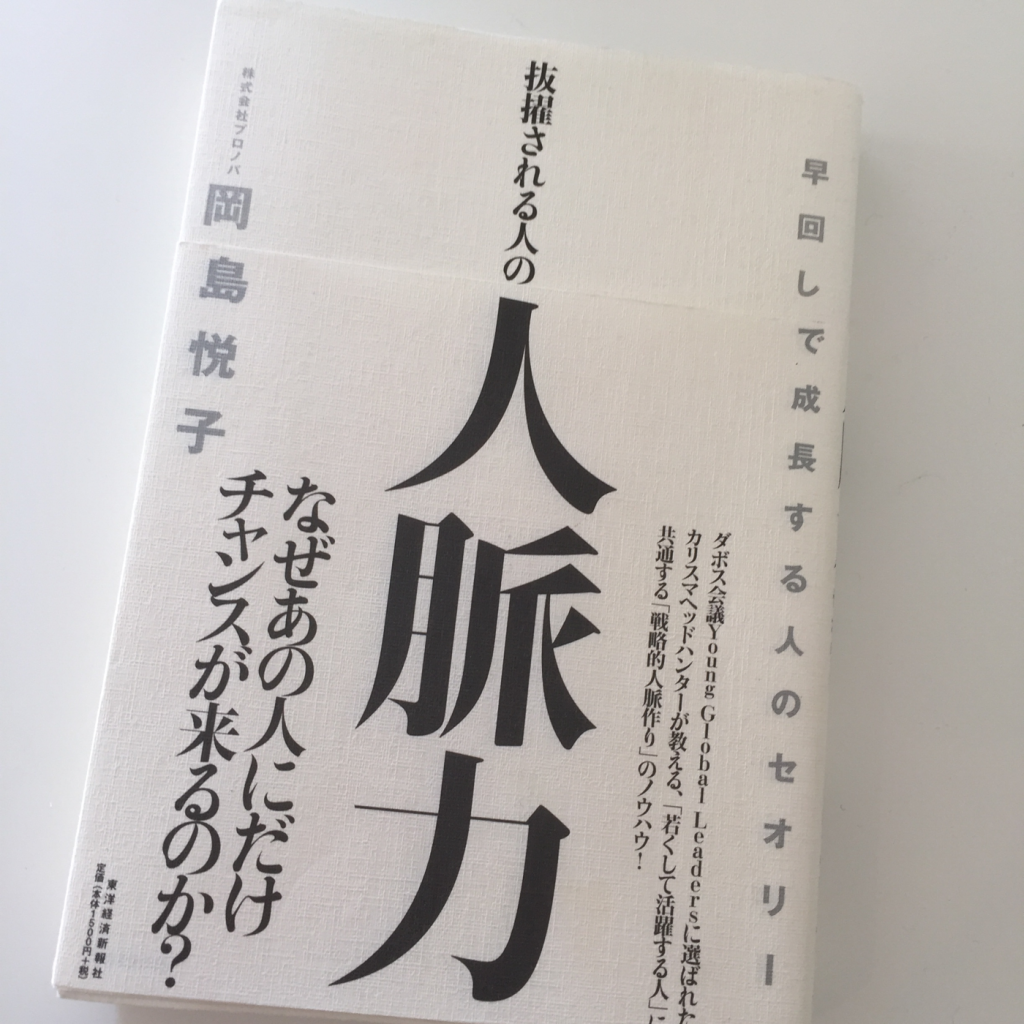 早回しで成長する人のセオリー
抜擢される人の
人脈力
株式会社プロノバ
岡島悦子
ダボス会議Young Global Leadersに選ばれた
カリスマヘッドハンターが教える、「若くして活躍する人」に
共通する「戦略的人脈作り」のノウハウ!
なぜあの人にだけ
チャンスが来るのか?
東洋経済新報社
定価(本体1500円+税)